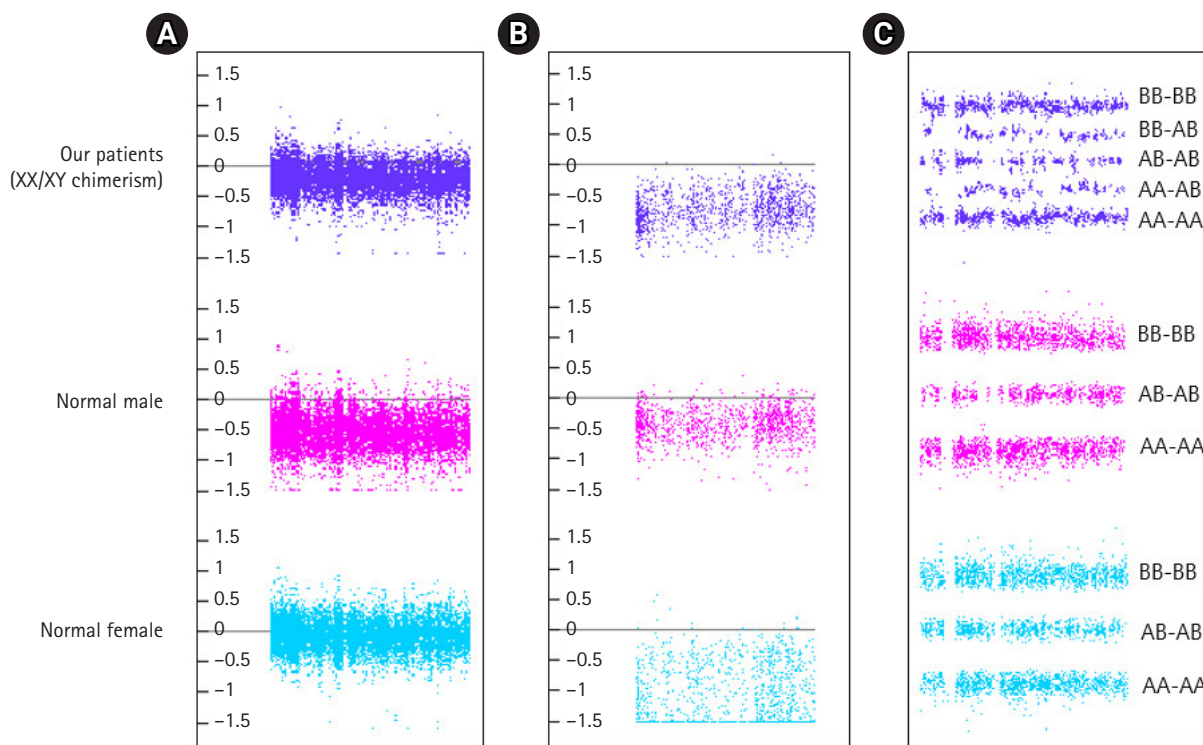 A
B
C
Our patients
(XX/XY chimerism)
1.5
1
0.5
0
−0.5
−1
−1.5
1.5
1
0.5
0
−0.5
−1
−1.5
BB-BB
BB-AB
AB-AB
AA-AB
AA-AA
Normal male
1.5
1
0.5
0
−0.5
−1
−1.5
1.5
1
0.5
0
−0.5
−1
−1.5
BB-BB
AB-AB
AA-AA
Normal female
1.5
1
0.5
0
−0.5
−1
−1.5
1.5
1
0.5
0
−0.5
−1
−1.5
BB-BB
AB-AB
AA-AA